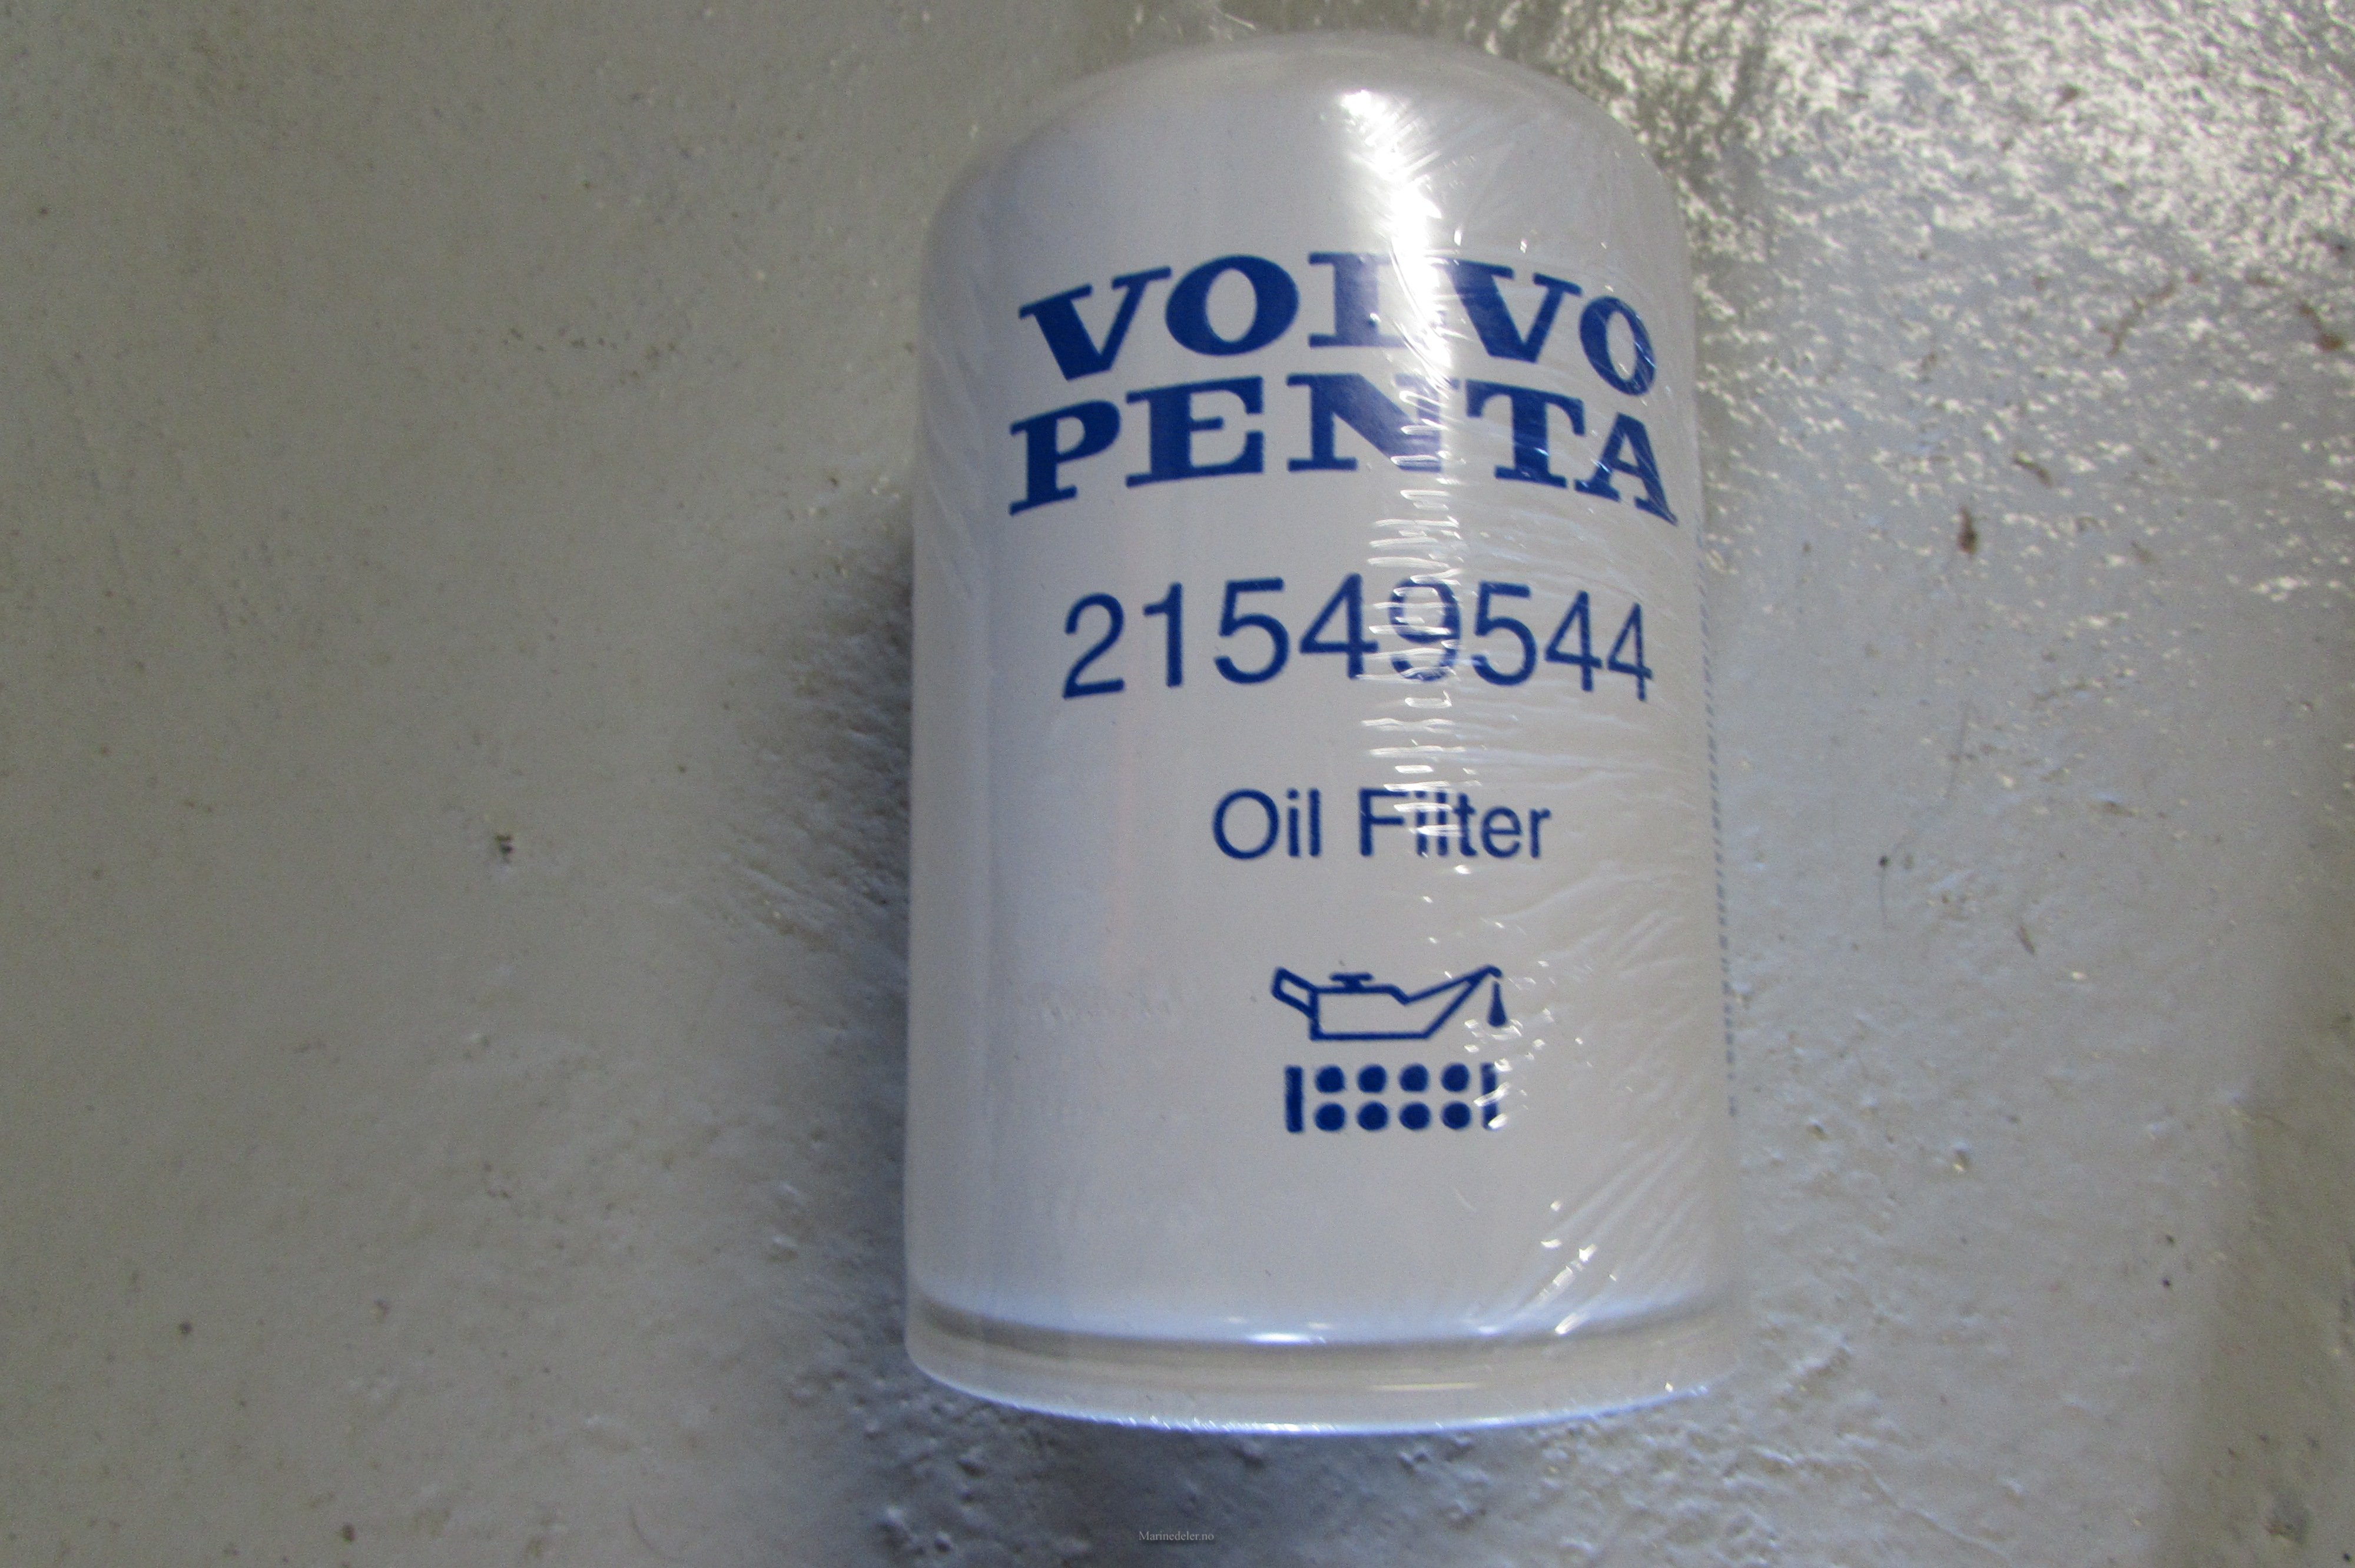 VOLVO
PENTA
21549544
Oil Filter
Marinedeler.no